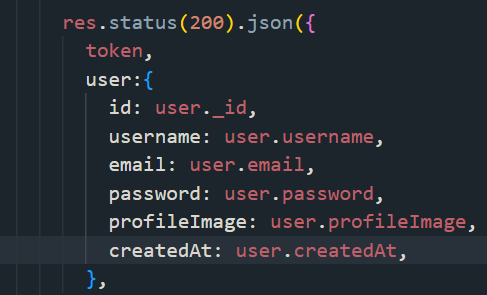 res.status(200).json({
token,
user:{
id: user._id,
username: user.username,
email: user.email,
password: user.password,
profileImage: user.profileImage,
createdAt: user.createdAt,
},